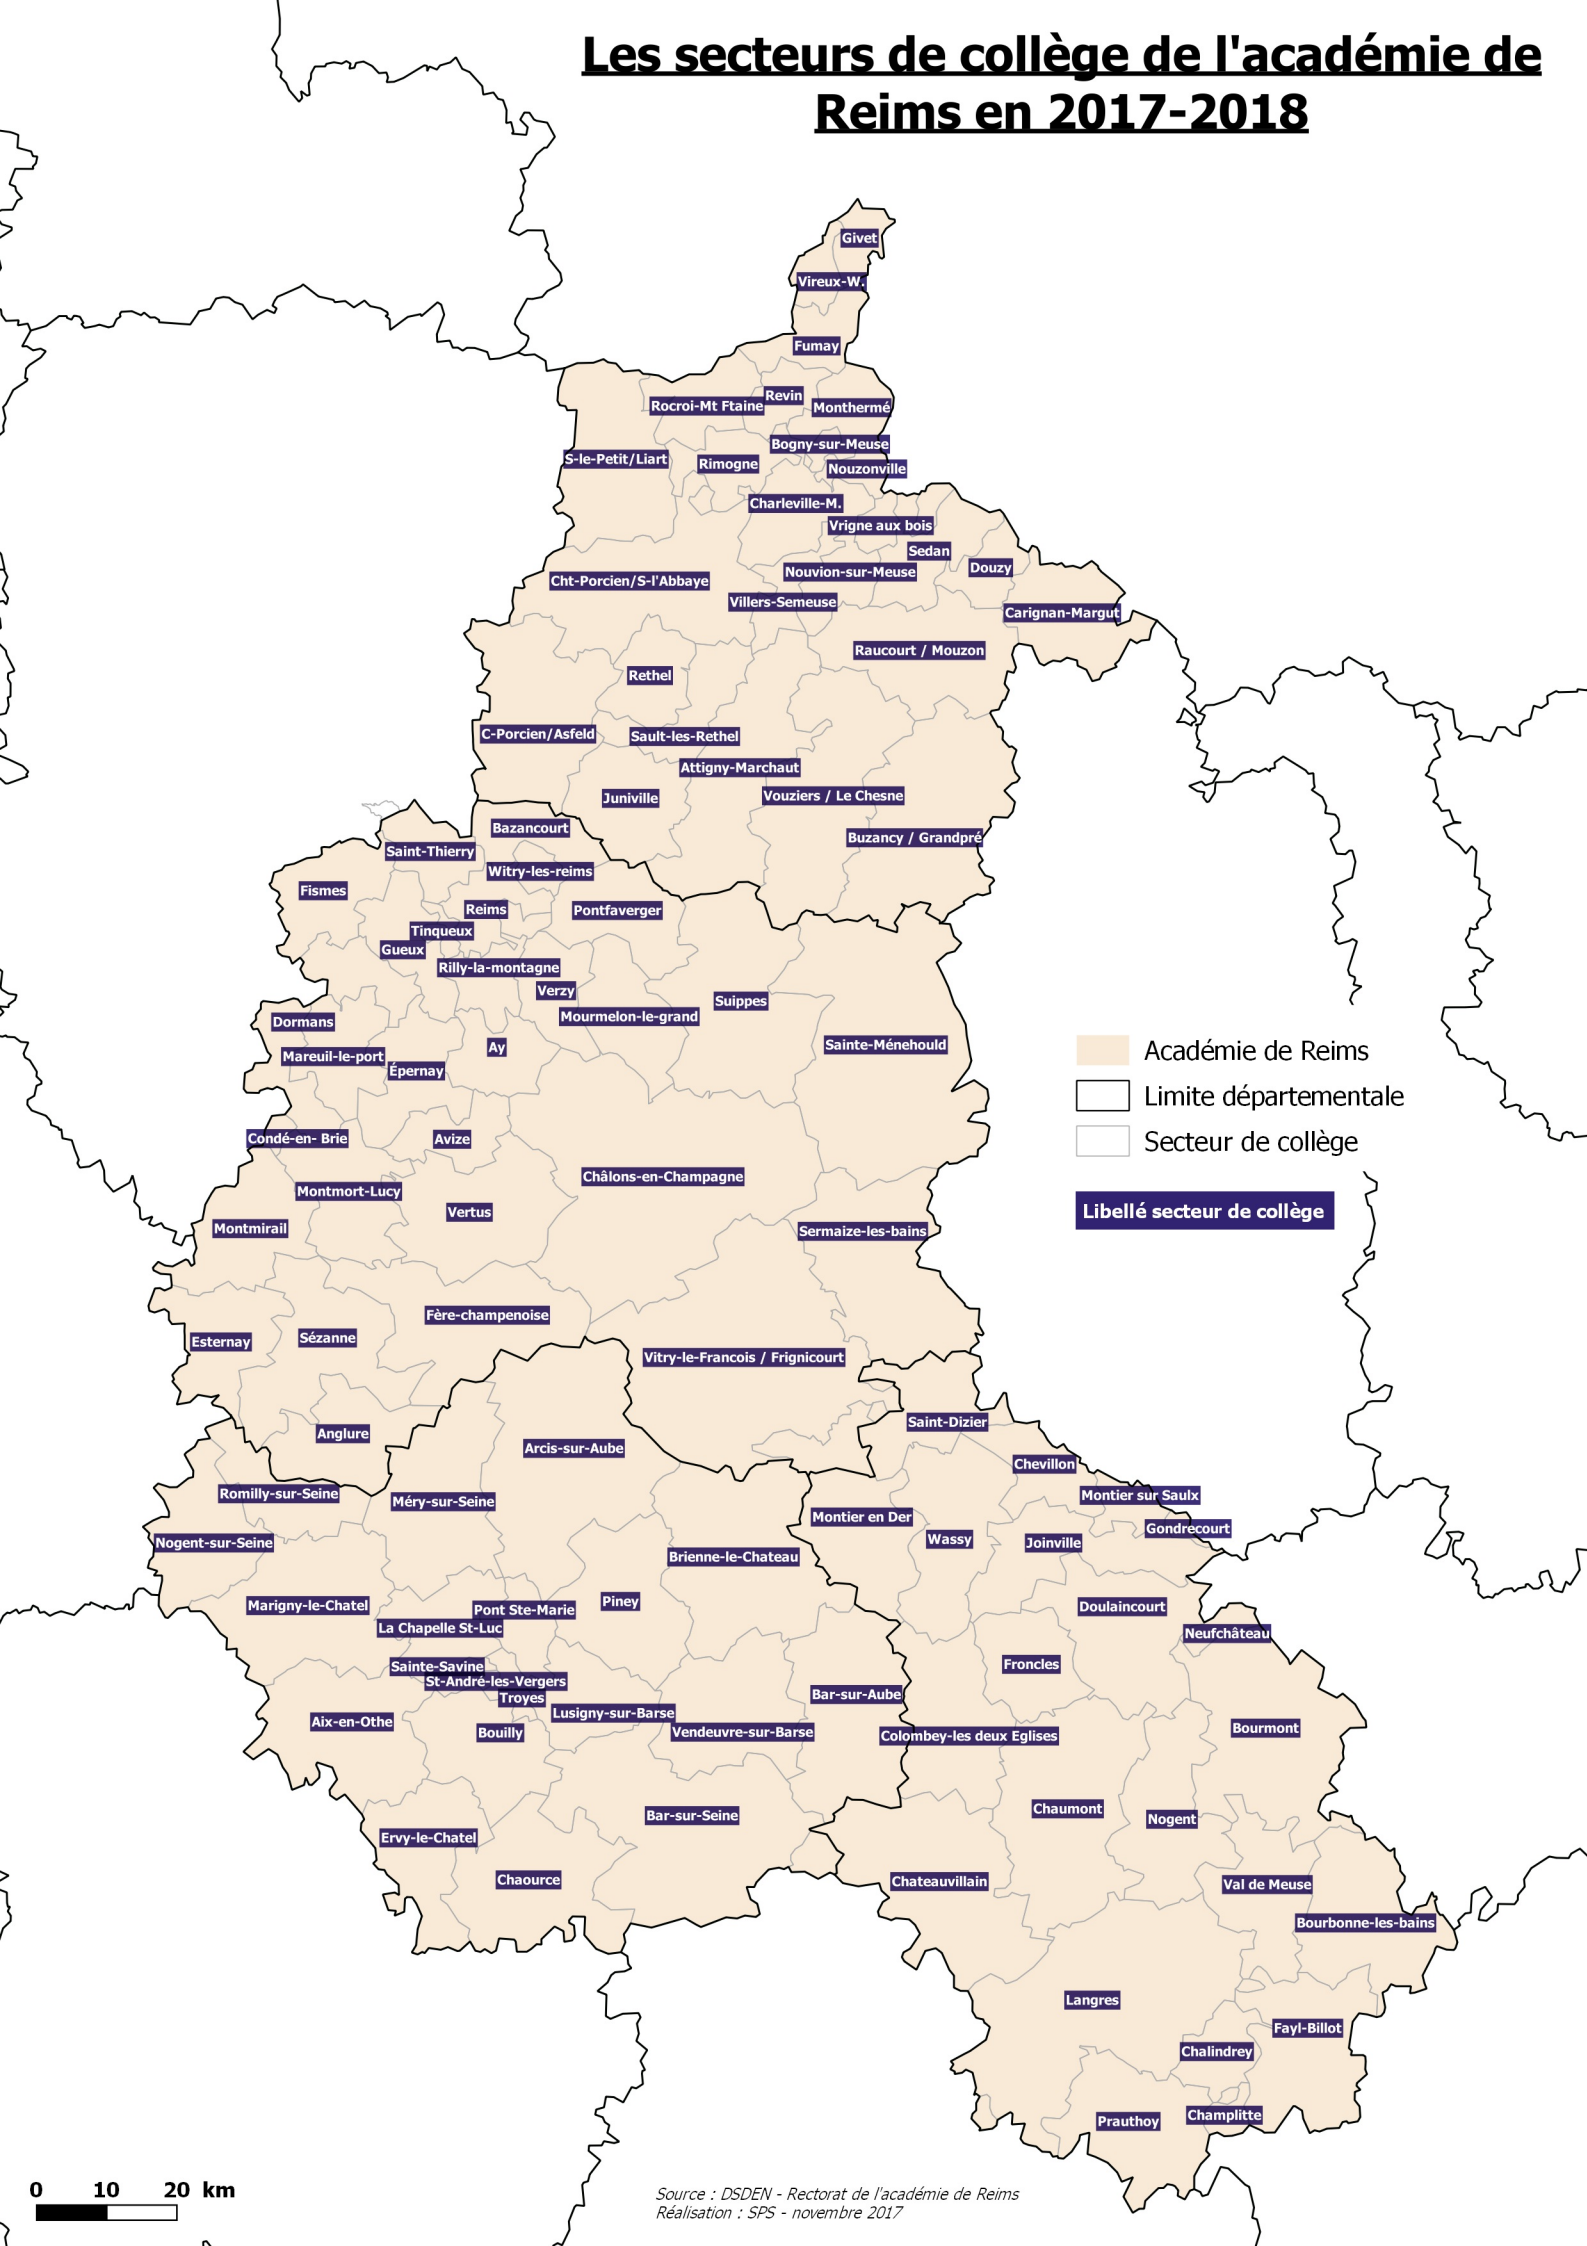 Les secteurs de collège de l'académie de
Reims en 2017-2018
Givet
Vireux-W.
Fumay
Revin
Rocroi-Mt Ftaine
Monthermé
Bogny-sur-Meuse
S-le-Petit/Liart
Rimogne
Nouzonville
Charleville-M.
Vrigne aux bois
Sedan
Douzy
Nouvion-sur-Meuse
Cht-Porcien/S-l'Abbaye
Villers-Semeuse
Carignan-Margut
Raucourt / Mouzon
Rethel
C-Porcien/Asfeld
Sault-les-Rethel
Attigny-Marchaut
Juniville
Vouziers / Le Chesne
Bazancourt
Buzancy / Grandpré
Saint-Thierry
Witry-les-reims
Fismes
Reims
Pontfaverger
Tinqueux
Gueux
Rilly-la-montagne
Verzy
Suippes
Mourmelon-le-grand
Dormans
Sainte-Ménehould
Ay
Mareuil-le-port
Épernay
Académie de Reims
Limite départementale
Secteur de collège
Libellé secteur de collège
Condé-en- Brie
Avize
Châlons-en-Champagne
Montmort-Lucy
Vertus
Montmirail
Sermaize-les-bains
Fère-champenoise
Esternay
Sézanne
Vitry-le-Francois / Frignicourt
Saint-Dizier
Anglure
Arcis-sur-Aube
Chevillon
Romilly-sur-Seine
Méry-sur-Seine
Montier sur Saulx
Montier en Der
Gondrecourt
Nogent-sur-Seine
Wassy
Joinville
Brienne-le-Chateau
Marigny-le-Chatel
Piney
Pont Ste-Marie
Doulaincourt
La Chapelle St-Luc
Neufchâteau
Sainte-Savine
Froncles
St-André-les-Vergers
Troyes
Bar-sur-Aube
Lusigny-sur-Barse
Aix-en-Othe
Bouilly
Vendeuvre-sur-Barse
Colombey-les deux Eglises
Bourmont
Bar-sur-Seine
Chaumont
Nogent
Ervy-le-Chatel
Chaource
Chateauvillain
Val de Meuse
Bourbonne-les-bains
Langres
Fayl-Billot
Chalindrey
Prauthoy
Champlitte
0 10 20 km
Source : DSDEN - Rectorat de l'académie de Reims
Réalisation : SPS - novembre 2017